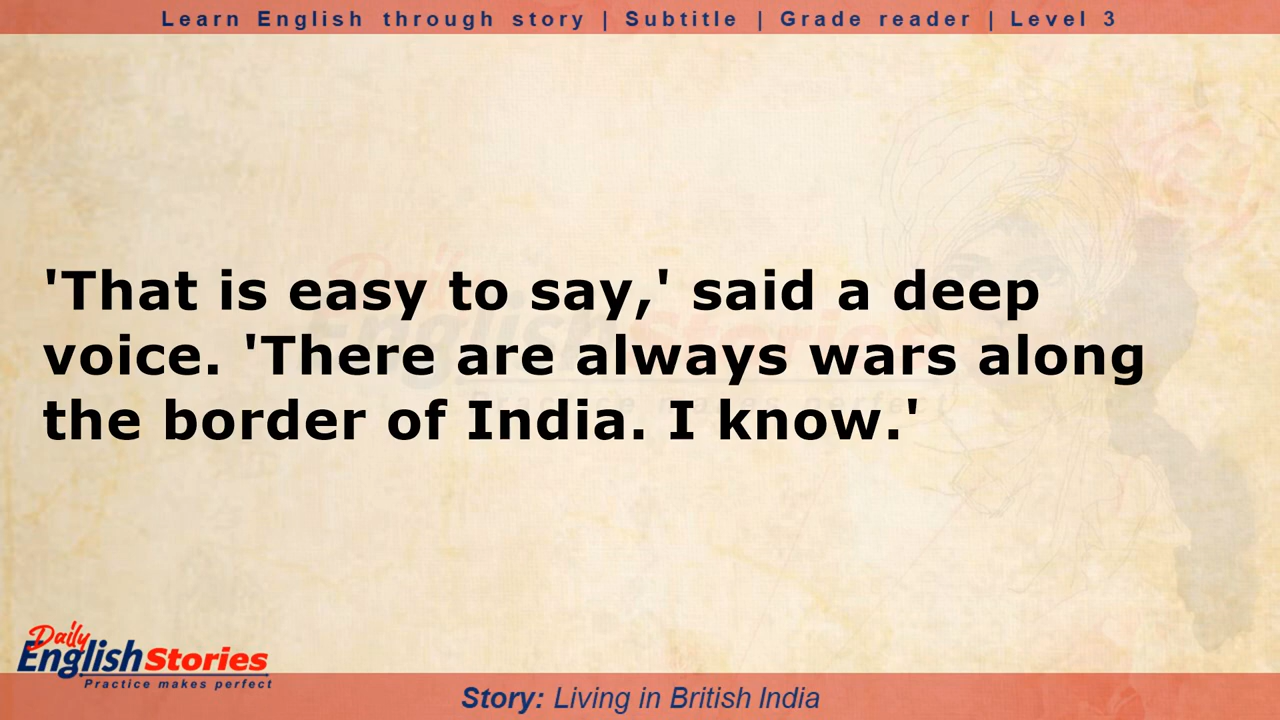 Learn English through story | Subtitle | Grade reader | Level 3
'That is easy to say,' said a deep
voice. 'There are always wars along
the border of India. I know.'
Daily
English Stories
Practice makes perfect
Story: Living in British India